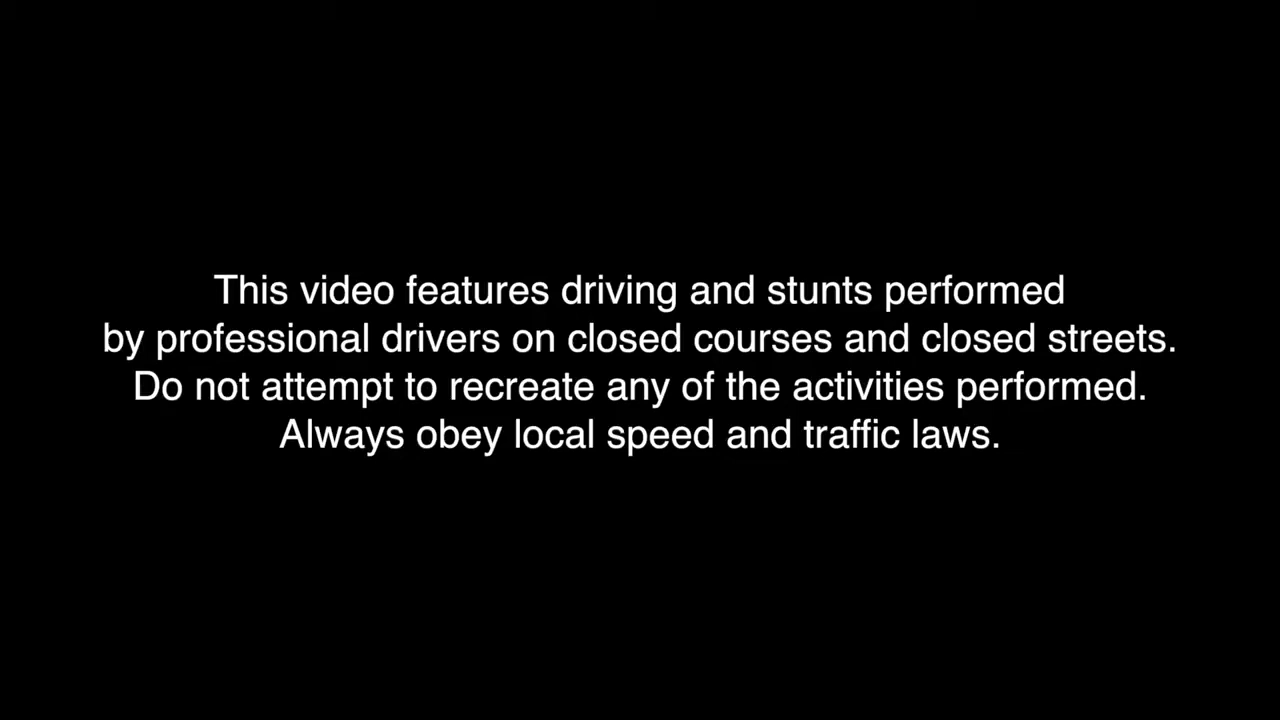 This video features driving and stunts performed
by professional drivers on closed courses and closed streets.
Do not attempt to recreate any of the activities performed.
Always obey local speed and traffic laws.